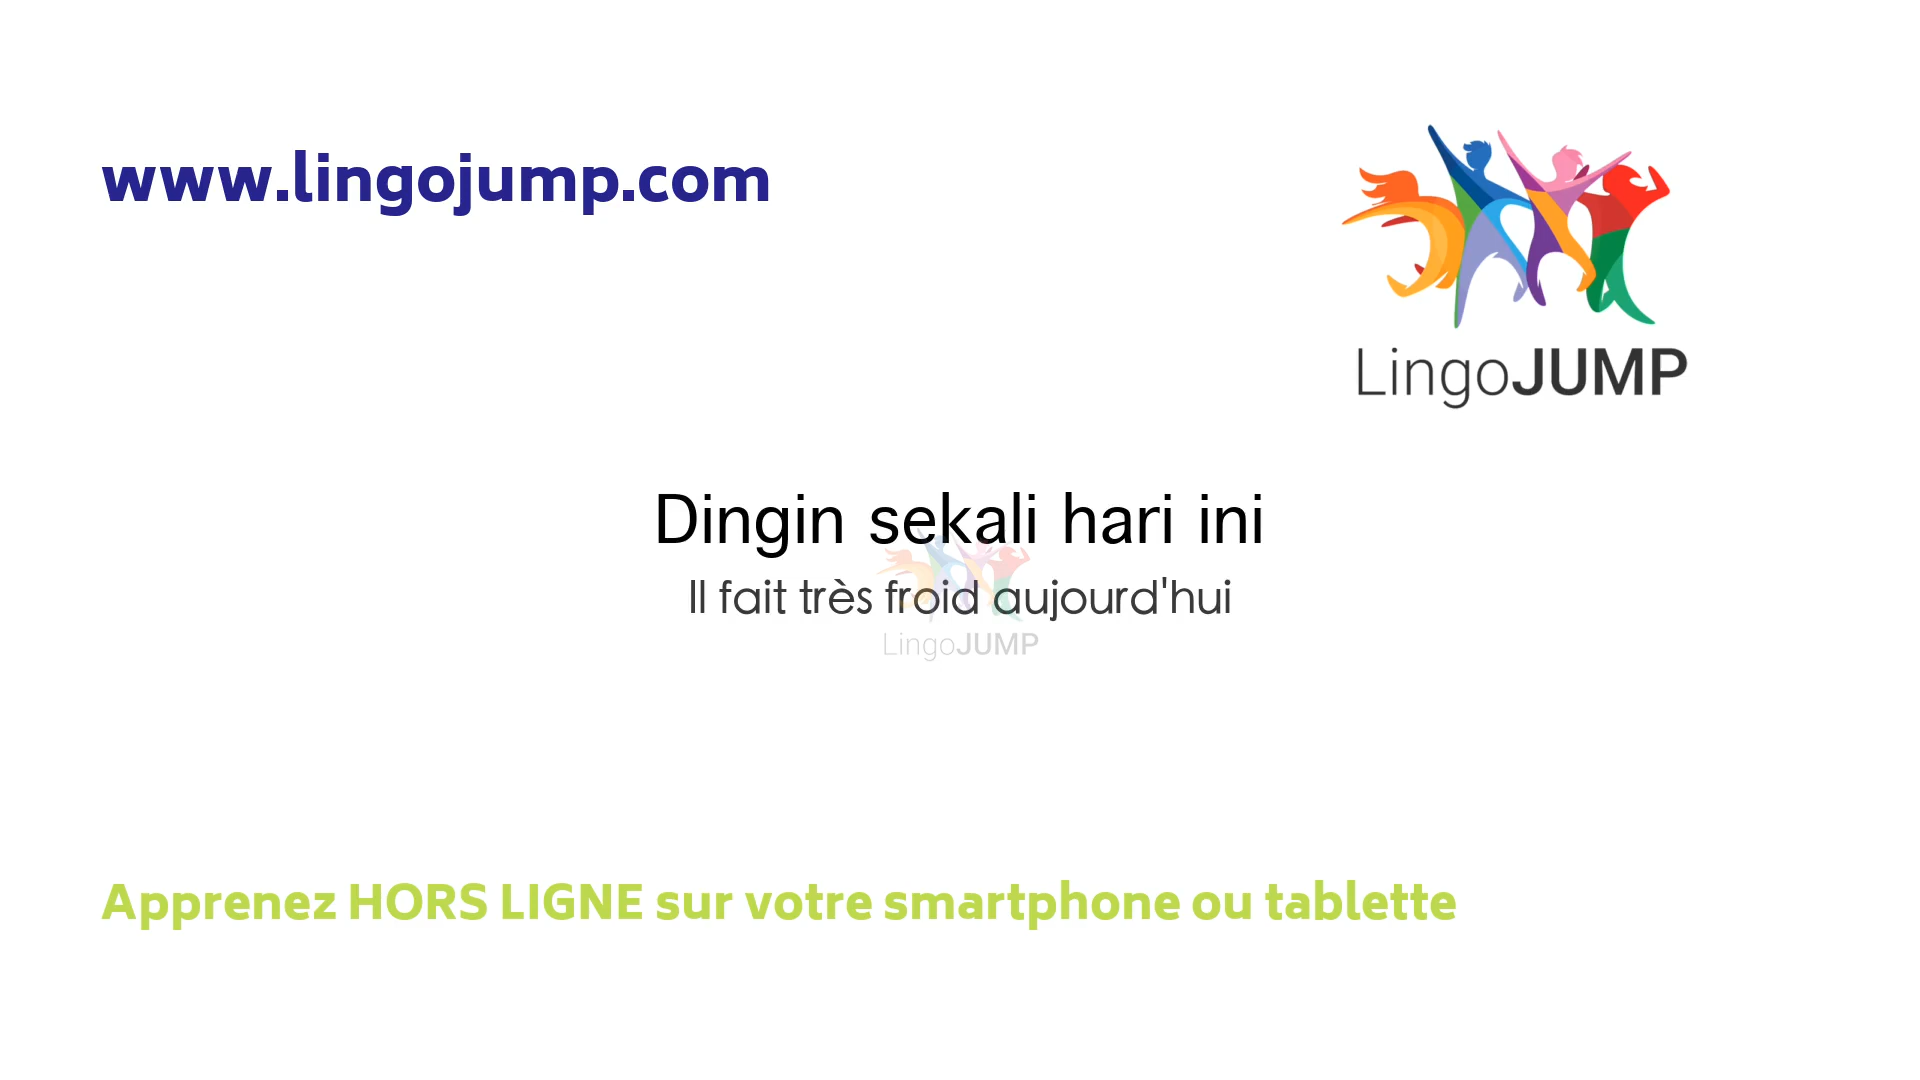 www.lingojump.com
LingoJUMP
Dingin sekali hari ini
Il fait très froid aujourd'hui
LingoJUMP
Apprenez HORS LIGNE sur votre smartphone ou tablette